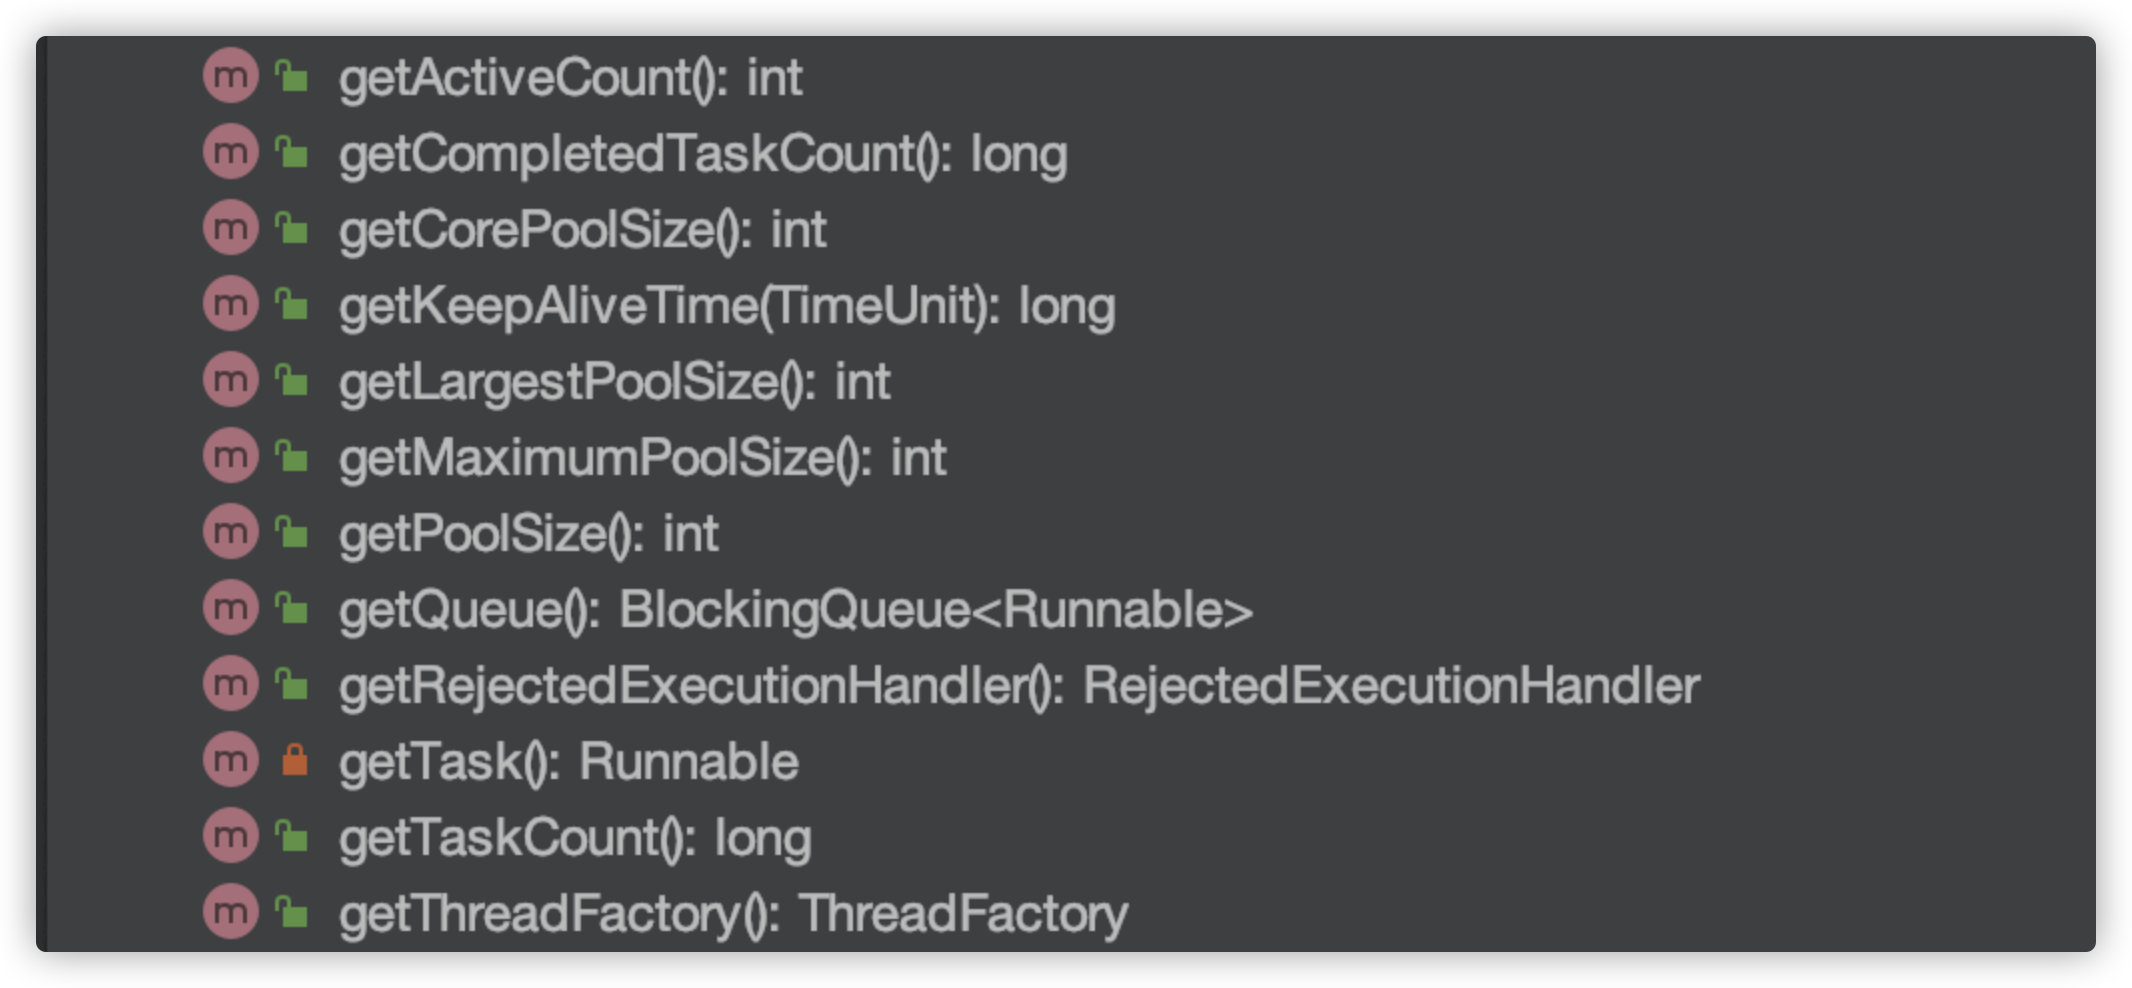 m getActiveCount(): int
m getCompletedTaskCount(): long
m getCorePoolSize(): int
m getKeepAliveTime(TimeUnit): long
m getLargestPoolSize(): int
m getMaximumPoolSize(): int
m getPoolSize(): int
m getQueue(): BlockingQueue<Runnable>
m getRejectedExecutionHandler(): RejectedExecutionHandler
m getTask(): Runnable
m getTaskCount(): long
m getThreadFactory(): ThreadFactory